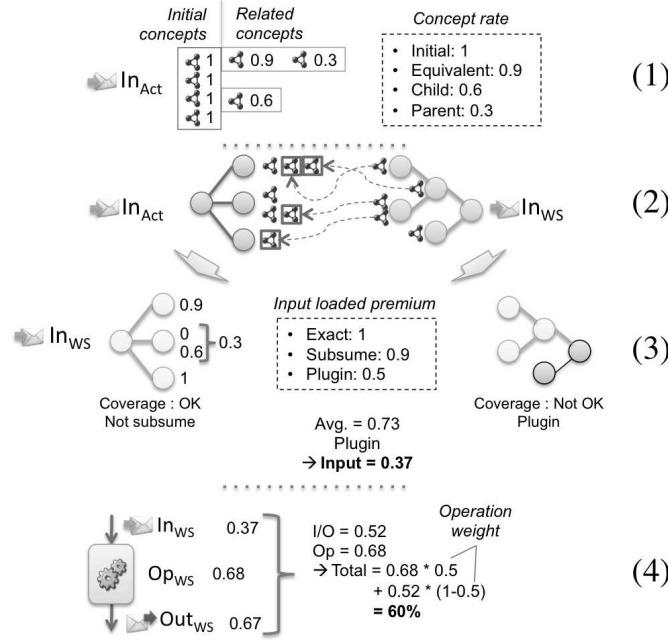 Initial concepts
Related concepts
Concept rate
In_Act
1
1
1
1
0.9
0.3
0.6
• Initial: 1
• Equivalent: 0.9
• Child: 0.6
• Parent: 0.3
(1)
In_Act
In_WS
(2)
In_WS
0.9
0
0.6
0.3
1
Coverage : OK
Not subsume
Input loaded premium
• Exact: 1
• Subsume: 0.9
• Plugin: 0.5
Coverage : Not OK
Plugin
(3)
Avg. = 0.73
Plugin
→ Input = 0.37
In_WS 0.37
Op_WS 0.68
Out_WS 0.67
I/O = 0.52
Op = 0.68
→ Total = 0.68 * 0.5
+ 0.52 * (1-0.5)
= 60%
Operation
weight
(4)